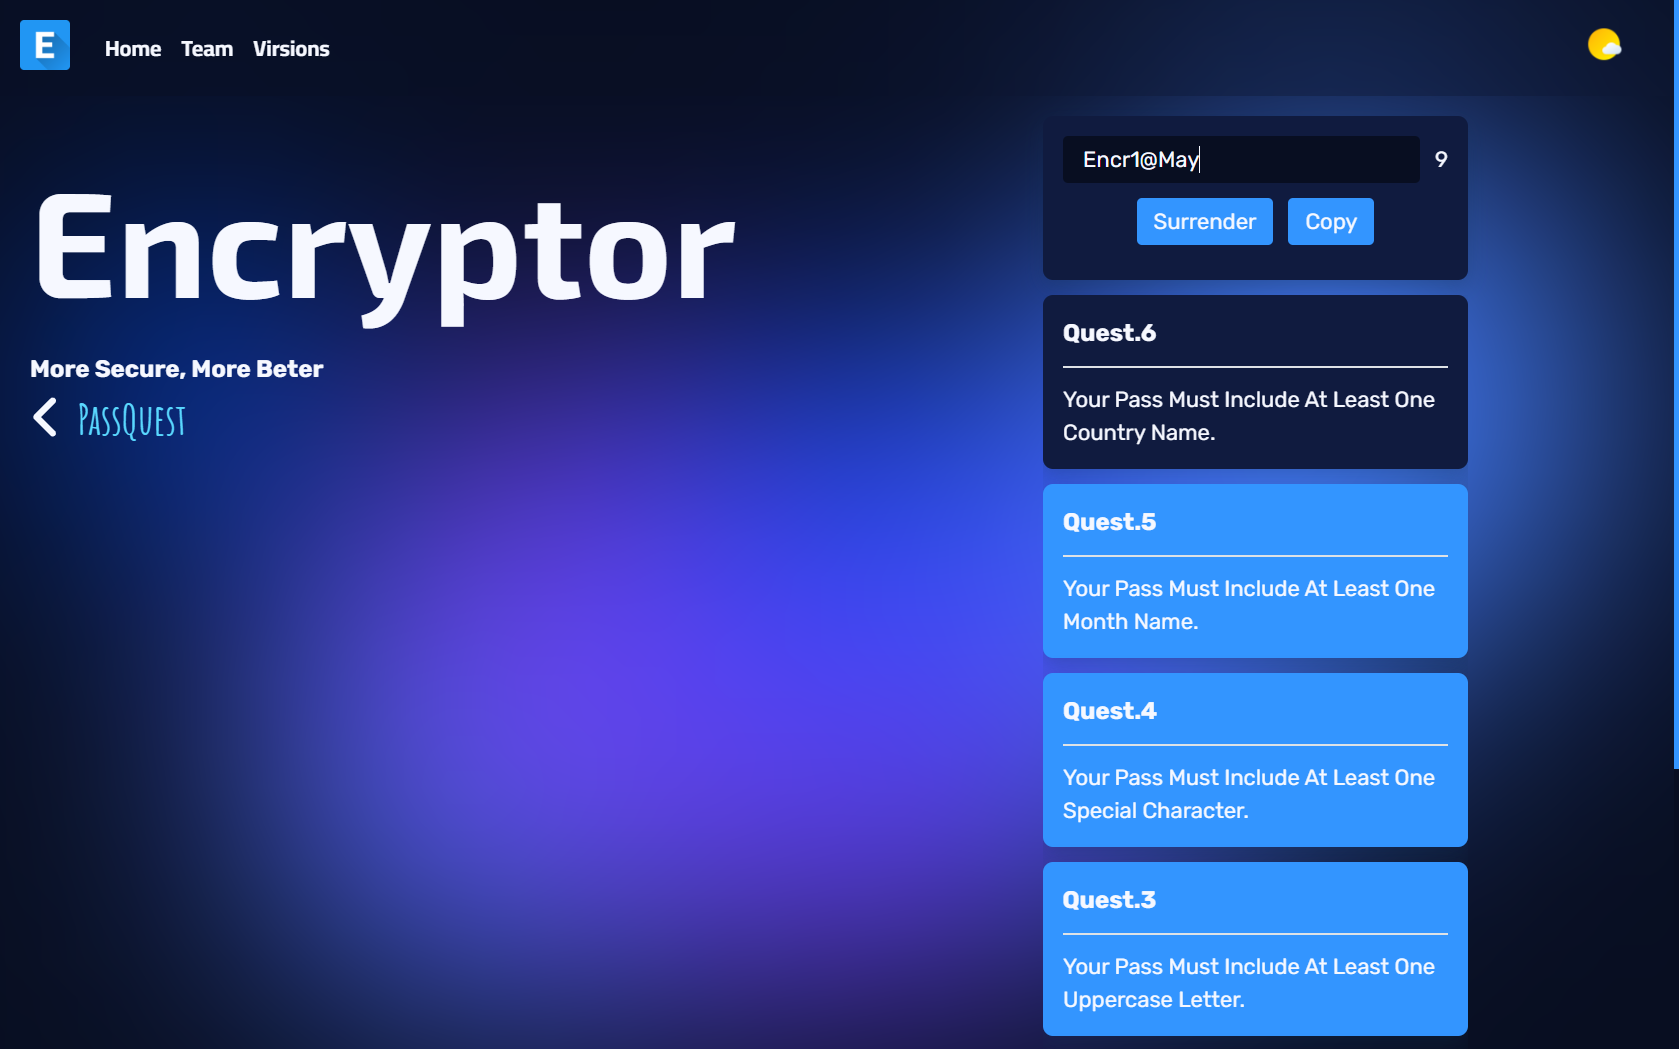 E
Home Team Virsions
Encryptor
More Secure, More Beter
PassQuest
Encr1@May 9
Surrender Copy
Quest.6
Your Pass Must Include At Least One
Country Name.
Quest.5
Your Pass Must Include At Least One
Month Name.
Quest.4
Your Pass Must Include At Least One
Special Character.
Quest.3
Your Pass Must Include At Least One
Uppercase Letter.